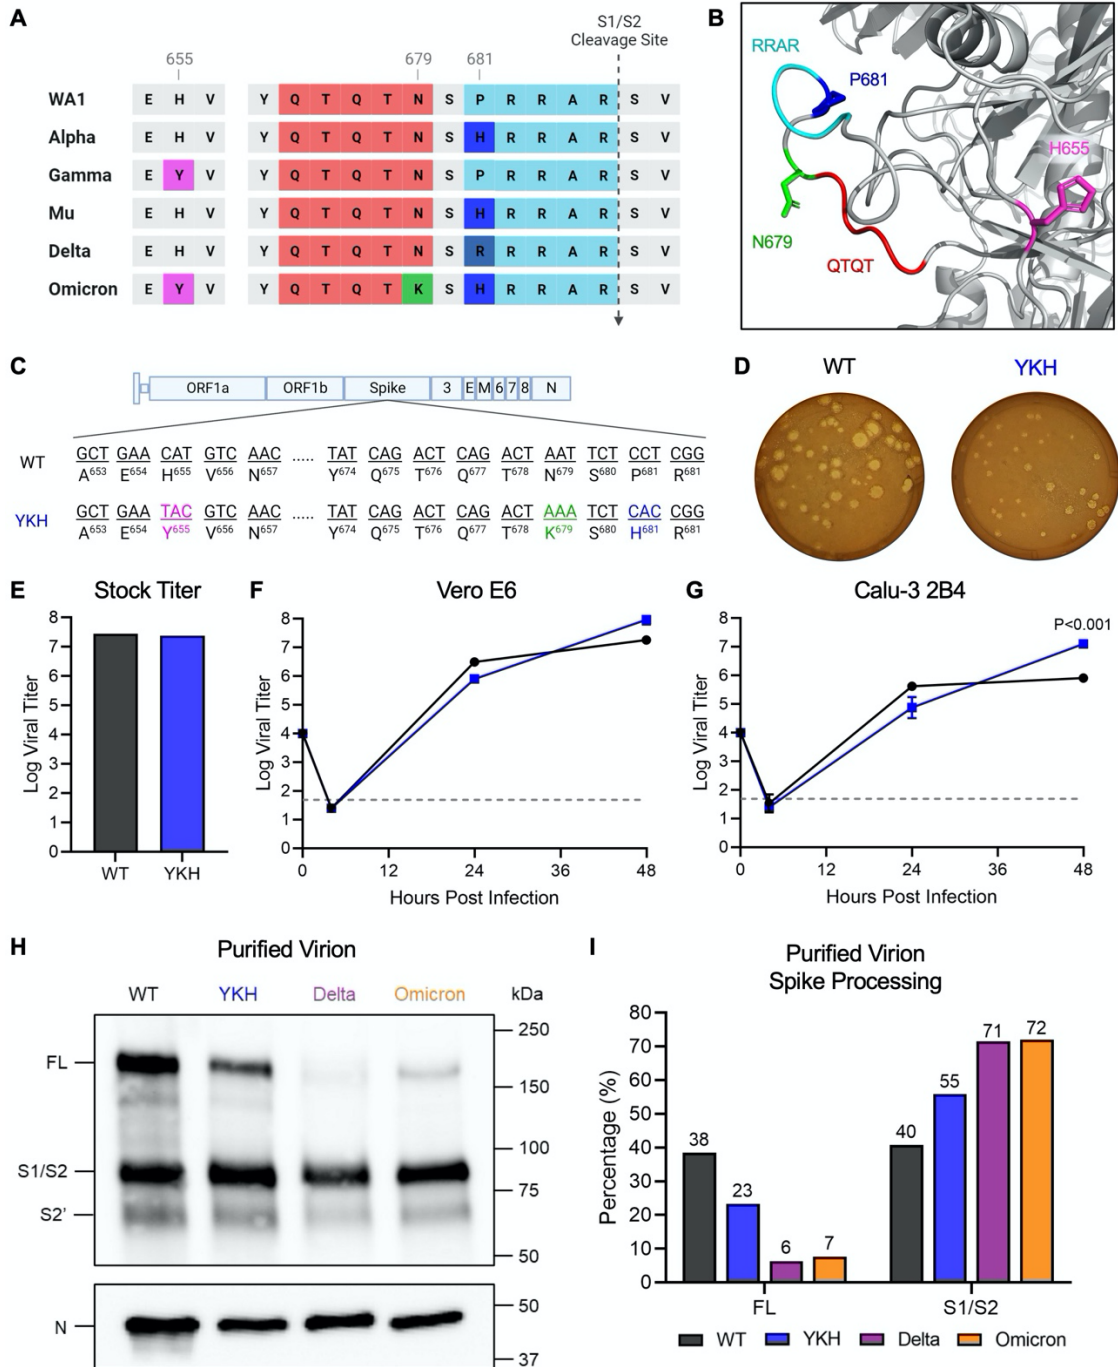 A
S1/S2
Cleavage Site
655
679
681
WA1
E H V Y Q T Q T N S P R R A R S V
Alpha
E H V Y Q T Q T N S H R R A R S V
Gamma
E Y V Y Q T Q T N S P R R A R S V
Mu
E H V Y Q T Q T N S H R R A R S V
Delta
E H V Y Q T Q T N S R R R A R S V
Omicron
E Y V Y Q T Q T K S H R R A R S V
B
RRAR
P681
H655
N679
QTQT
C
ORF1a ORF1b Spike 3 E M 6 7 8 N
WT
GCT GAA CAT GTC AAC ..... TAT CAG ACT CAG ACT AAT TCT CCT CGG
A653 E654 H655 V656 N657 Y674 Q675 T676 Q677 T678 N679 S680 P681 R681
YKH
GCT GAA TAC GTC AAC ..... TAT CAG ACT CAG ACT AAA TCT CAC CGG
A653 E654 Y655 V656 N657 Y674 Q675 T676 Q677 T678 K679 S680 H681 R681
D
WT YKH
E Stock Titer
Log Viral Titer
8
7
6
5
4
3
2
1
0
WT YKH
F Vero E6
Log Viral Titer
8
7
6
5
4
3
2
1
0
0 12 24 36 48
Hours Post Infection
G Calu-3 2B4
P<0.001
Log Viral Titer
8
7
6
5
4
3
2
1
0
0 12 24 36 48
Hours Post Infection
H Purified Virion
WT YKH Delta Omicron kDa
FL
S1/S2
S2'
250
150
100
75
50
N
50
37
I Purified Virion
Spike Processing
Percentage (%)
80
70
60
50
40
30
20
10
0
38 23 6 7
40 55 71 72
FL S1/S2
WT YKH Delta Omicron